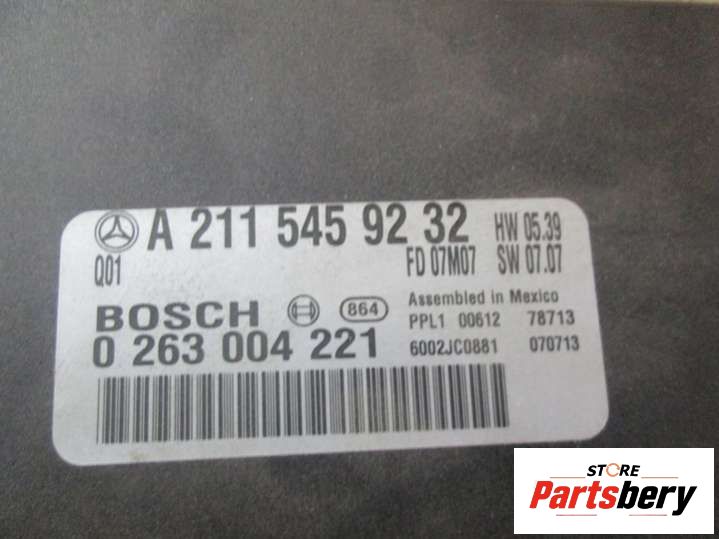 A 211 545 92 32 HW 05.39
Q01 FD 07M07 SW 07.07
BOSCH 864 Assembled in Mexico
PPL1 00612 78713
0 263 004 221 6002JC0881 070713
STORE
Partsbery